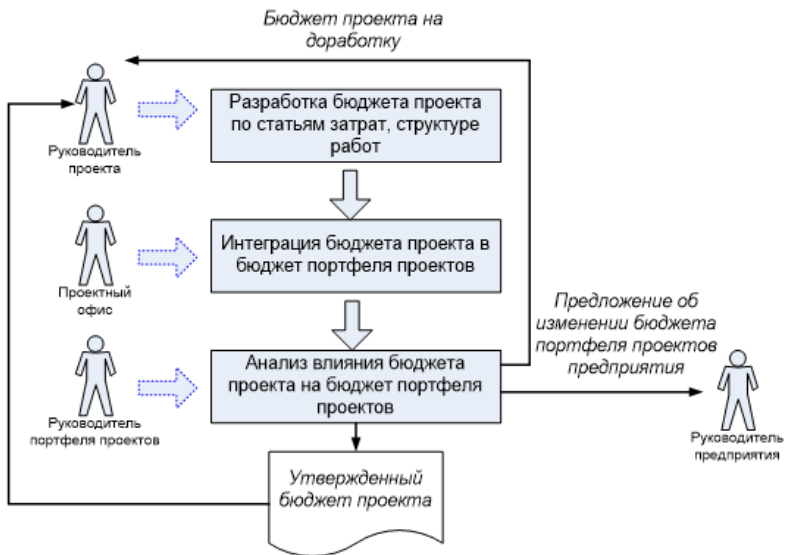 Бюджет проекта на
доработку
Разработка бюджета проекта
по статьям затрат, структуре
работ
Руководитель
проекта
Интеграция бюджета проекта в
бюджет портфеля проектов
Проектный
офис
Предложение об
изменении бюджета
портфеля проектов
предприятия
Анализ влияния бюджета
проекта на бюджет портфеля
проектов
Руководитель
портфеля проектов
Руководитель
предприятия
Утвержденный
бюджет проекта